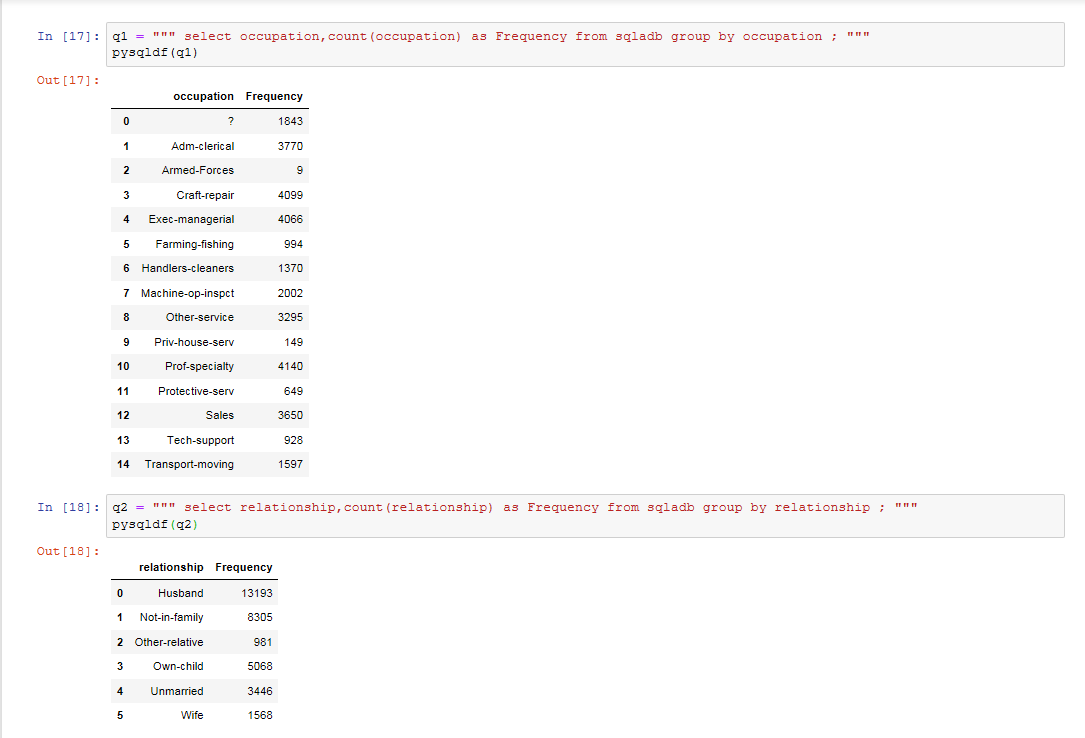 In [17]: q1 = """ select occupation,count(occupation) as Frequency from sqladb group by occupation ; """
pysqldf(q1)
Out[17]:
occupation Frequency
0 ? 1843
1 Adm-clerical 3770
2 Armed-Forces 9
3 Craft-repair 4099
4 Exec-managerial 4066
5 Farming-fishing 994
6 Handlers-cleaners 1370
7 Machine-op-inspct 2002
8 Other-service 3295
9 Priv-house-serv 149
10 Prof-specialty 4140
11 Protective-serv 649
12 Sales 3650
13 Tech-support 928
14 Transport-moving 1597
In [18]: q2 = """ select relationship,count(relationship) as Frequency from sqladb group by relationship ; """
pysqldf(q2)
Out[18]:
relationship Frequency
0 Husband 13193
1 Not-in-family 8305
2 Other-relative 981
3 Own-child 5068
4 Unmarried 3446
5 Wife 1568